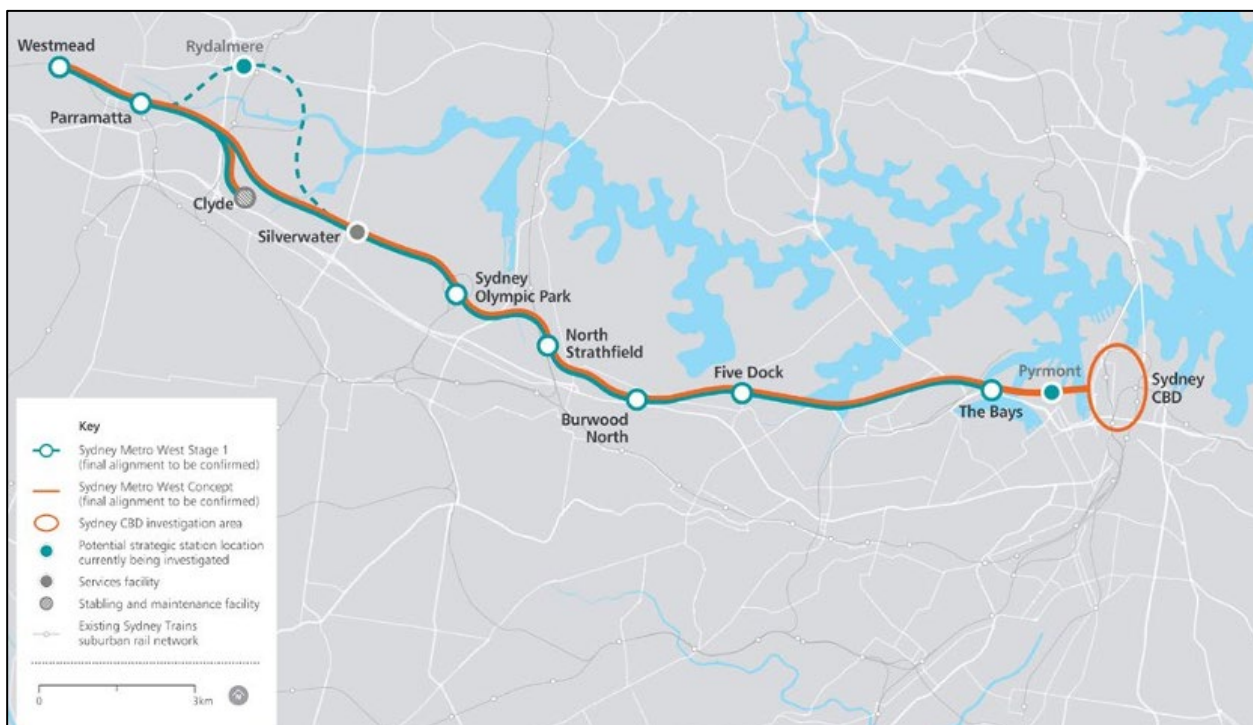 Westmead
Rydalmere
Parramatta
Clyde
Silverwater
Sydney
Olympic Park
North
Strathfield
Five Dock
Pyrmont
Sydney
CBD
The Bays
Burwood
North
Key
Sydney Metro West Stage 1
(final alignment to be confirmed)
Sydney Metro West Concept
(final alignment to be confirmed)
Sydney CBD investigation area
Potential strategic station location
currently being investigated
Services facility
Stabling and maintenance facility
Existing Sydney Trains
suburban rail network
0
3km